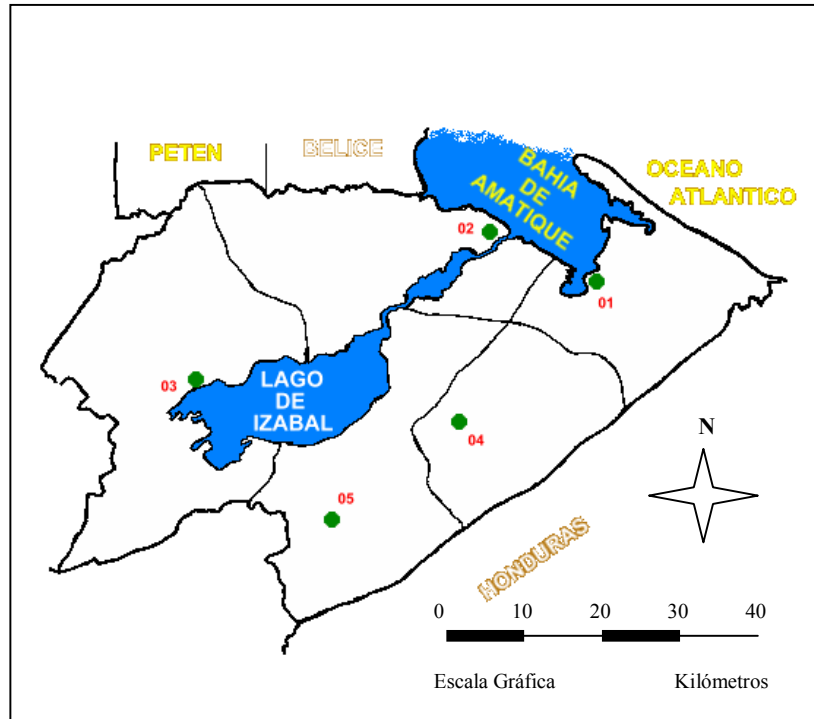 PETEN
BELICE
BAHIA
DE
AMATIQUE
OCEANO
ATLANTICO
02
01
03
LAGO
DE
IZABAL
04
N
05
HONDURAS
0 10 20 30 40
Escala Gráfica Kilómetros